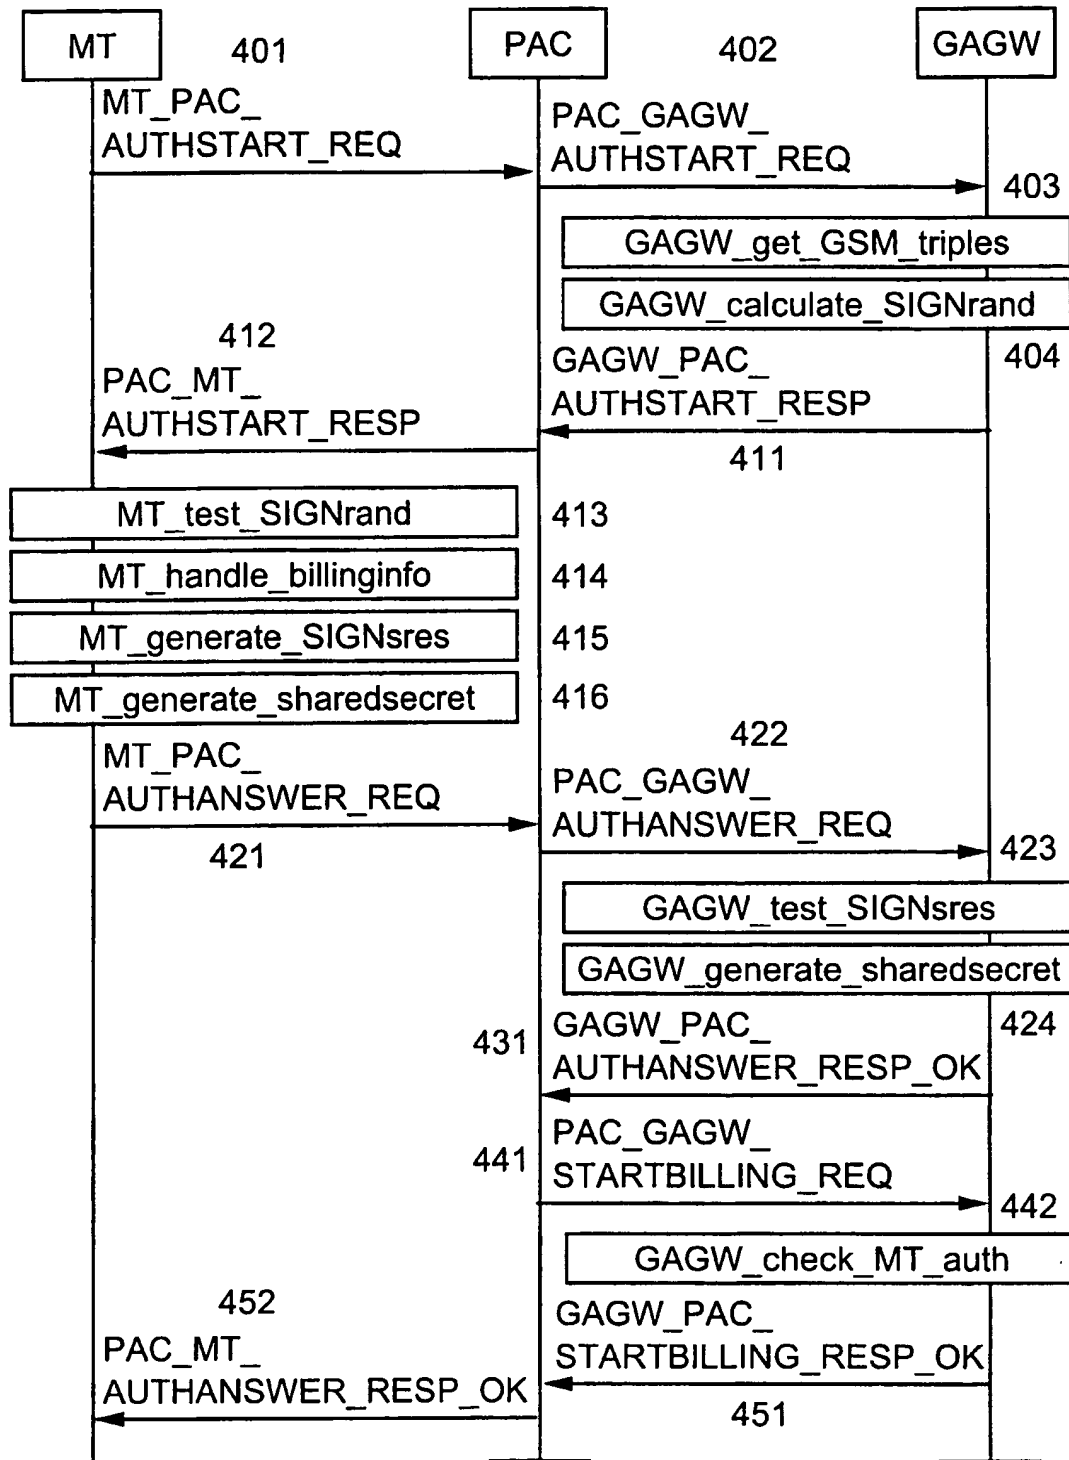 MT
401
PAC
402
GAGW
MT_PAC_
AUTHSTART_REQ
PAC_GAGW_
AUTHSTART_REQ
403
GAGW_get_GSM_triples
GAGW_calculate_SIGNrand
412
PAC_MT_
AUTHSTART_RESP
GAGW_PAC_
AUTHSTART_RESP
404
411
MT_test_SIGNrand
413
MT_handle_billinginfo
414
MT_generate_SIGNsres
415
MT_generate_sharedsecret
416
MT_PAC_
AUTHANSWER_REQ
421
422
PAC_GAGW_
AUTHANSWER_REQ
423
GAGW_test_SIGNsres
GAGW_generate_sharedsecret
431
GAGW_PAC_
AUTHANSWER_RESP_OK
424
441
PAC_GAGW_
STARTBILLING_REQ
442
GAGW_check_MT_auth
452
PAC_MT_
AUTHANSWER_RESP_OK
GAGW_PAC_
STARTBILLING_RESP_OK
451